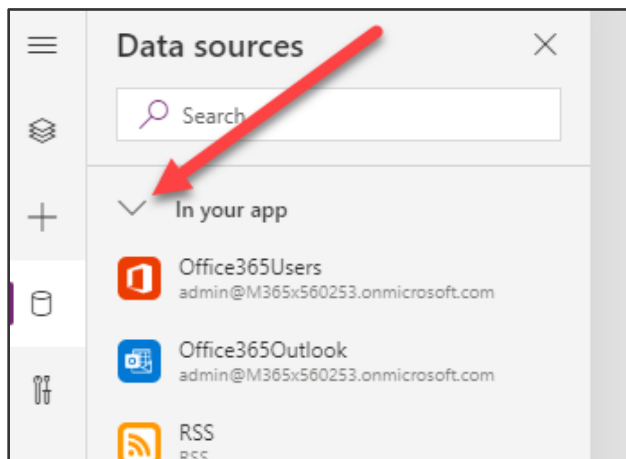 Data sources
Search
In your app
Office365Users
admin@M365x560253.onmicrosoft.com
Office365Outlook
admin@M365x560253.onmicrosoft.com
RSS
RSS